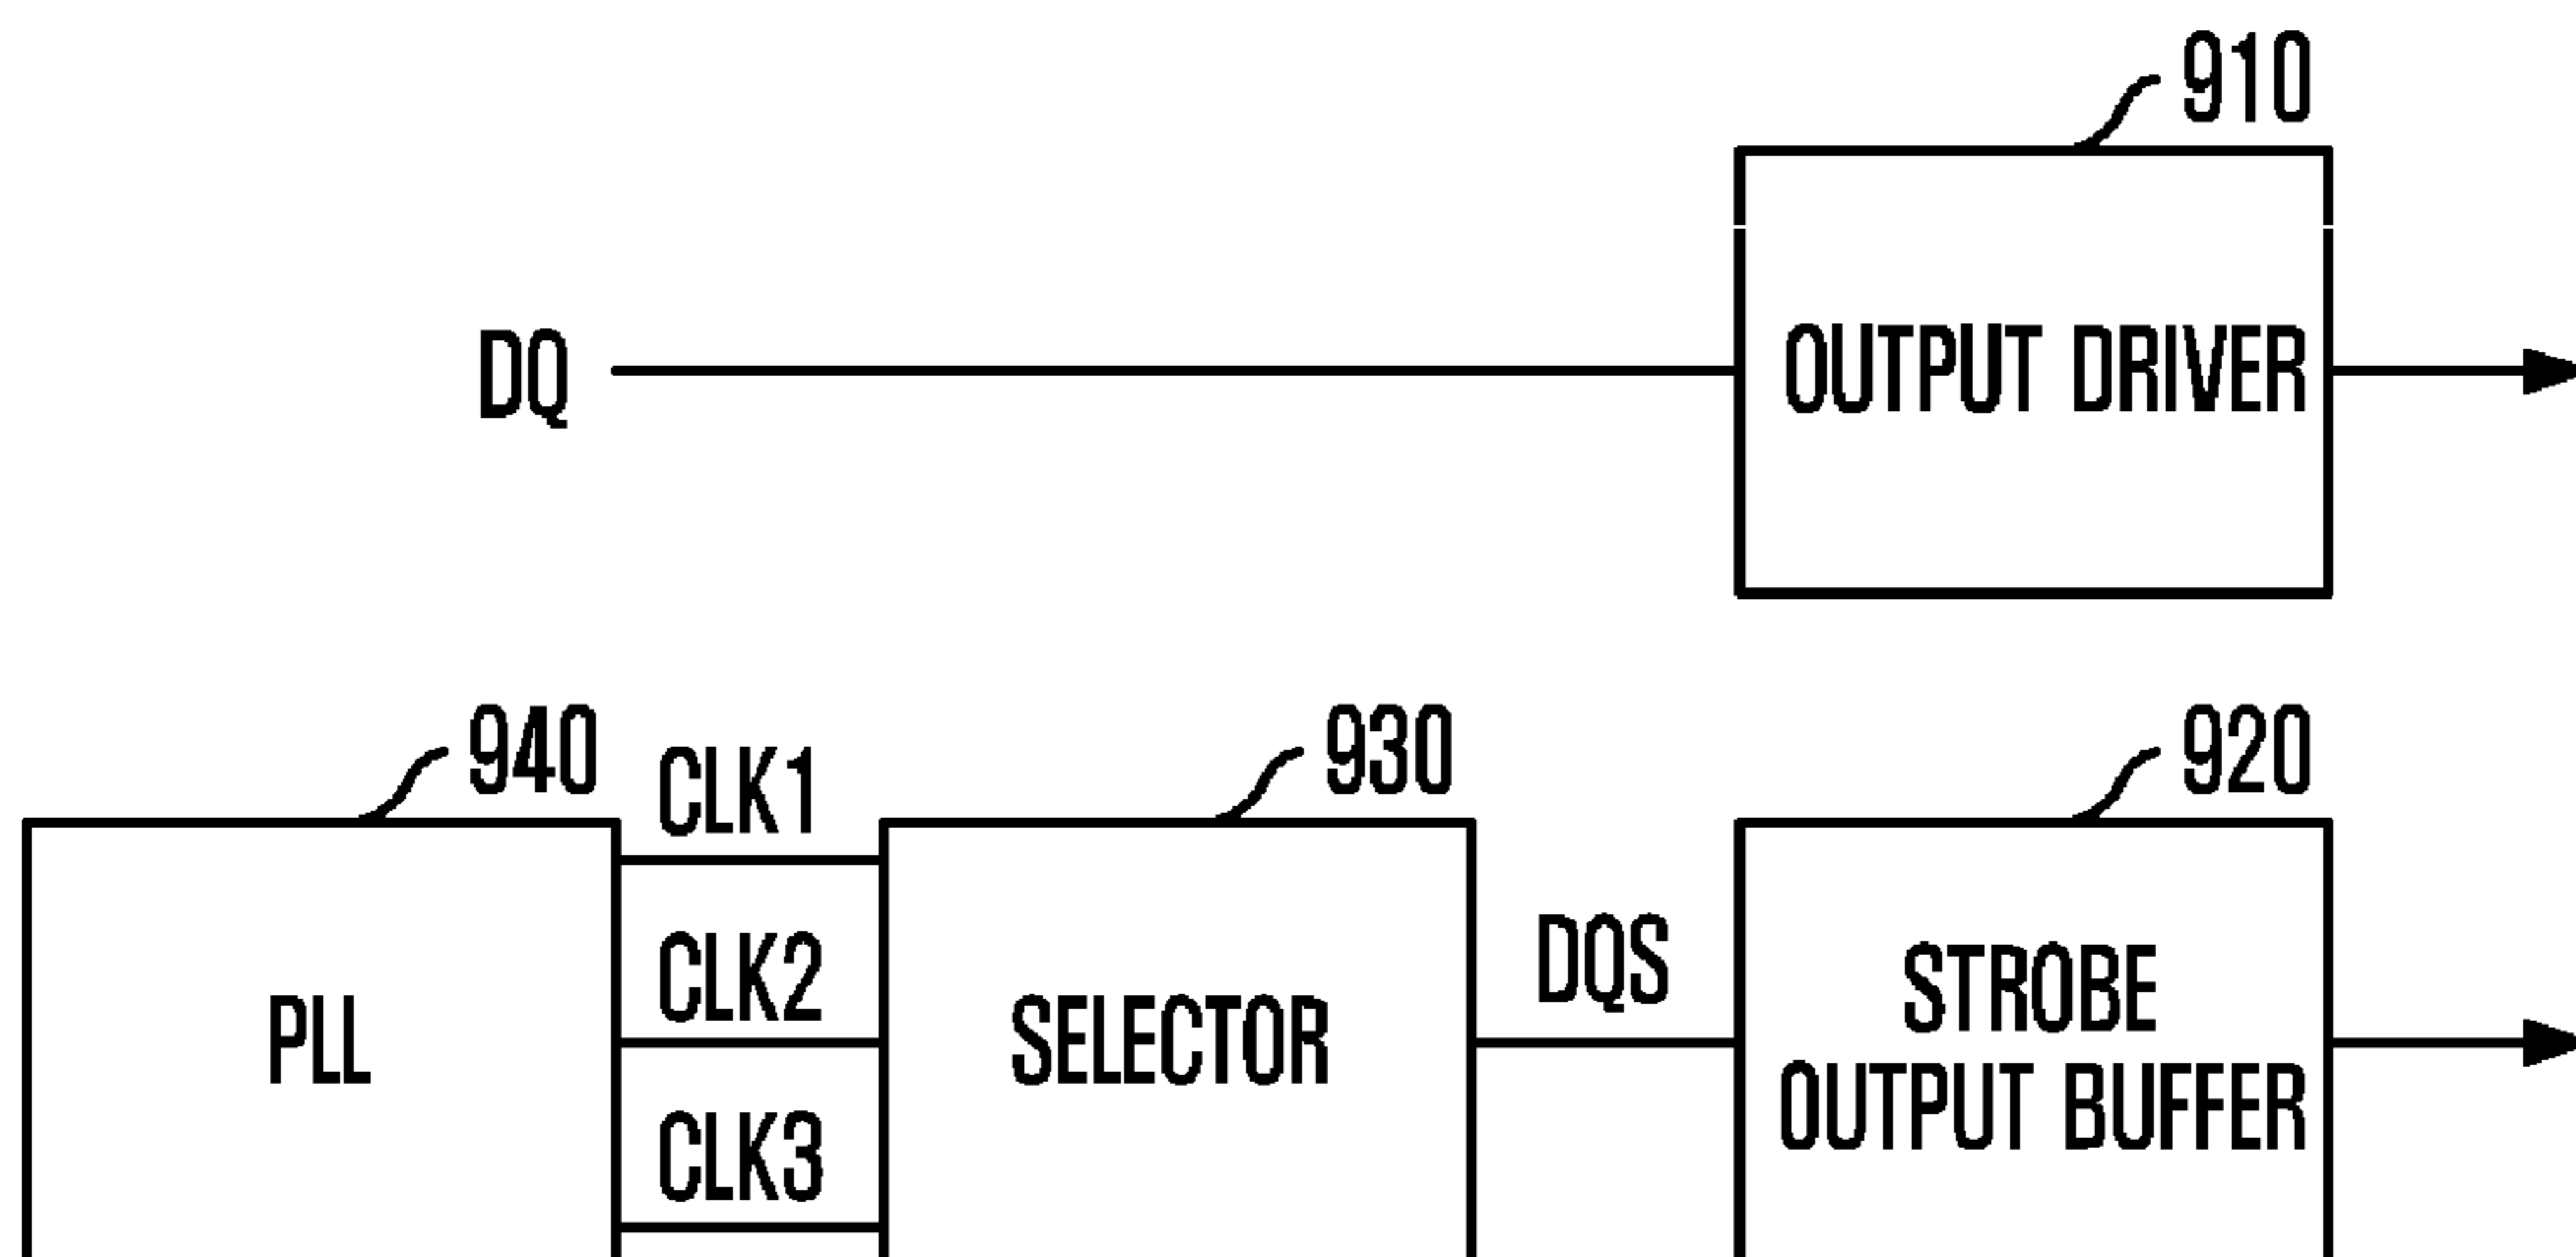 910
DQ
OUTPUT DRIVER
940
CLK1
930
920
CLK2
DQS
PLL
SELECTOR
STROBE
OUTPUT BUFFER
CLK3